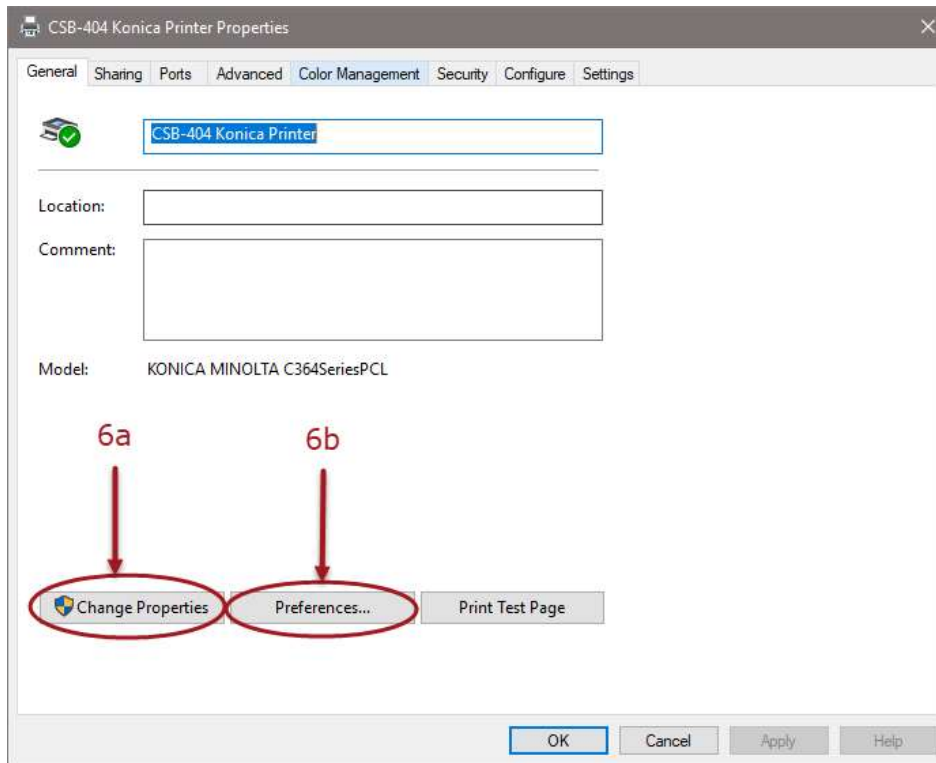 CSB-404 Konica Printer Properties
General Sharing Ports Advanced Color Management Security Configure Settings
CSB-404 Konica Printer
Location:
Comment:
Model: KONICA MINOLTA C364SeriesPCL
6a 6b
Change Properties Preferences... Print Test Page
OK Cancel Apply Help